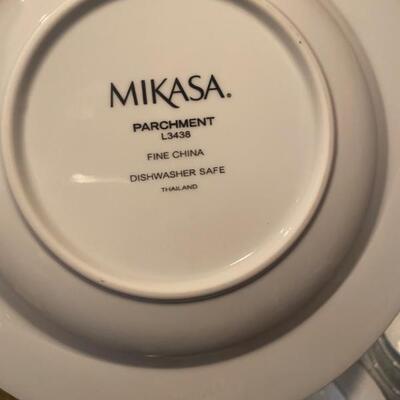 MIKASA®
PARCHMENT
L3438
FINE CHINA
DISHWASHER SAFE
THAILAND